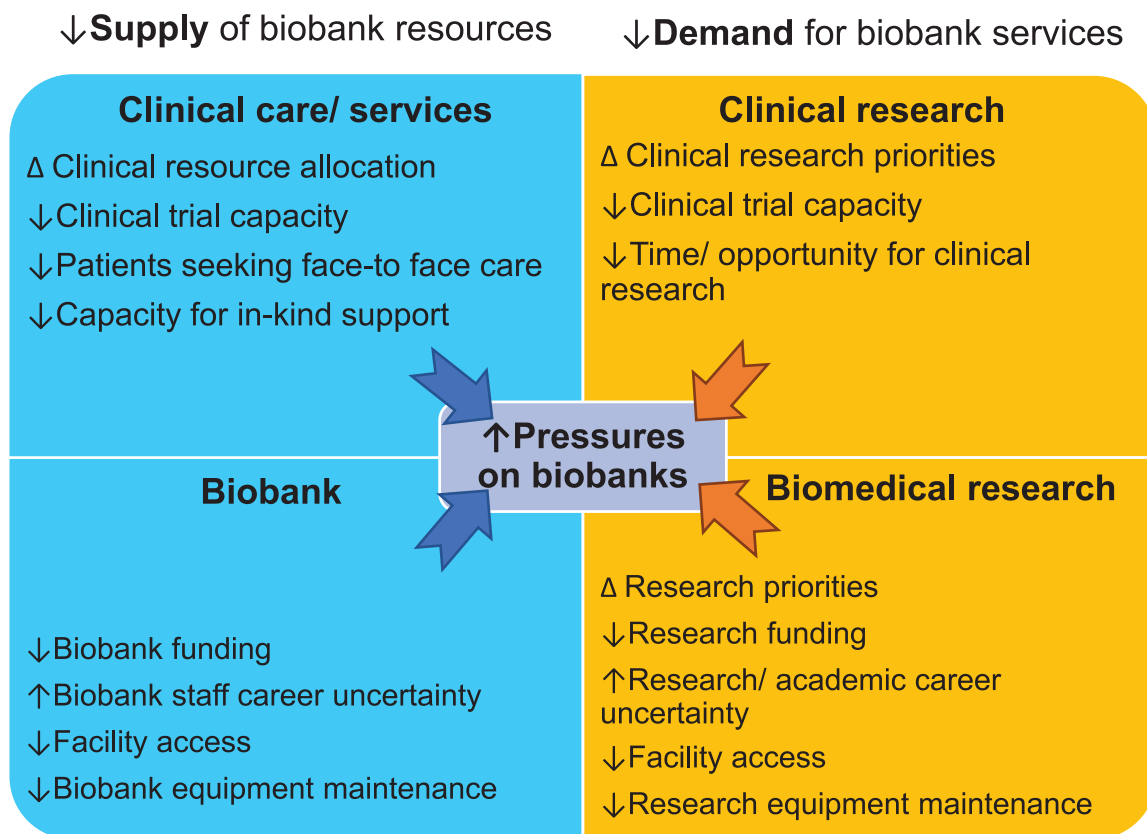 ↓Supply of biobank resources
↓Demand for biobank services
Clinical care/ services
Δ Clinical resource allocation
↓Clinical trial capacity
↓Patients seeking face-to face care
↓Capacity for in-kind support
Clinical research
Δ Clinical research priorities
↓Clinical trial capacity
↓Time/ opportunity for clinical
research
↑Pressures
on biobanks
Biobank
↓Biobank funding
↑Biobank staff career uncertainty
↓Facility access
↓Biobank equipment maintenance
Biomedical research
Δ Research priorities
↓Research funding
↑Research/ academic career
uncertainty
↓Facility access
↓Research equipment maintenance